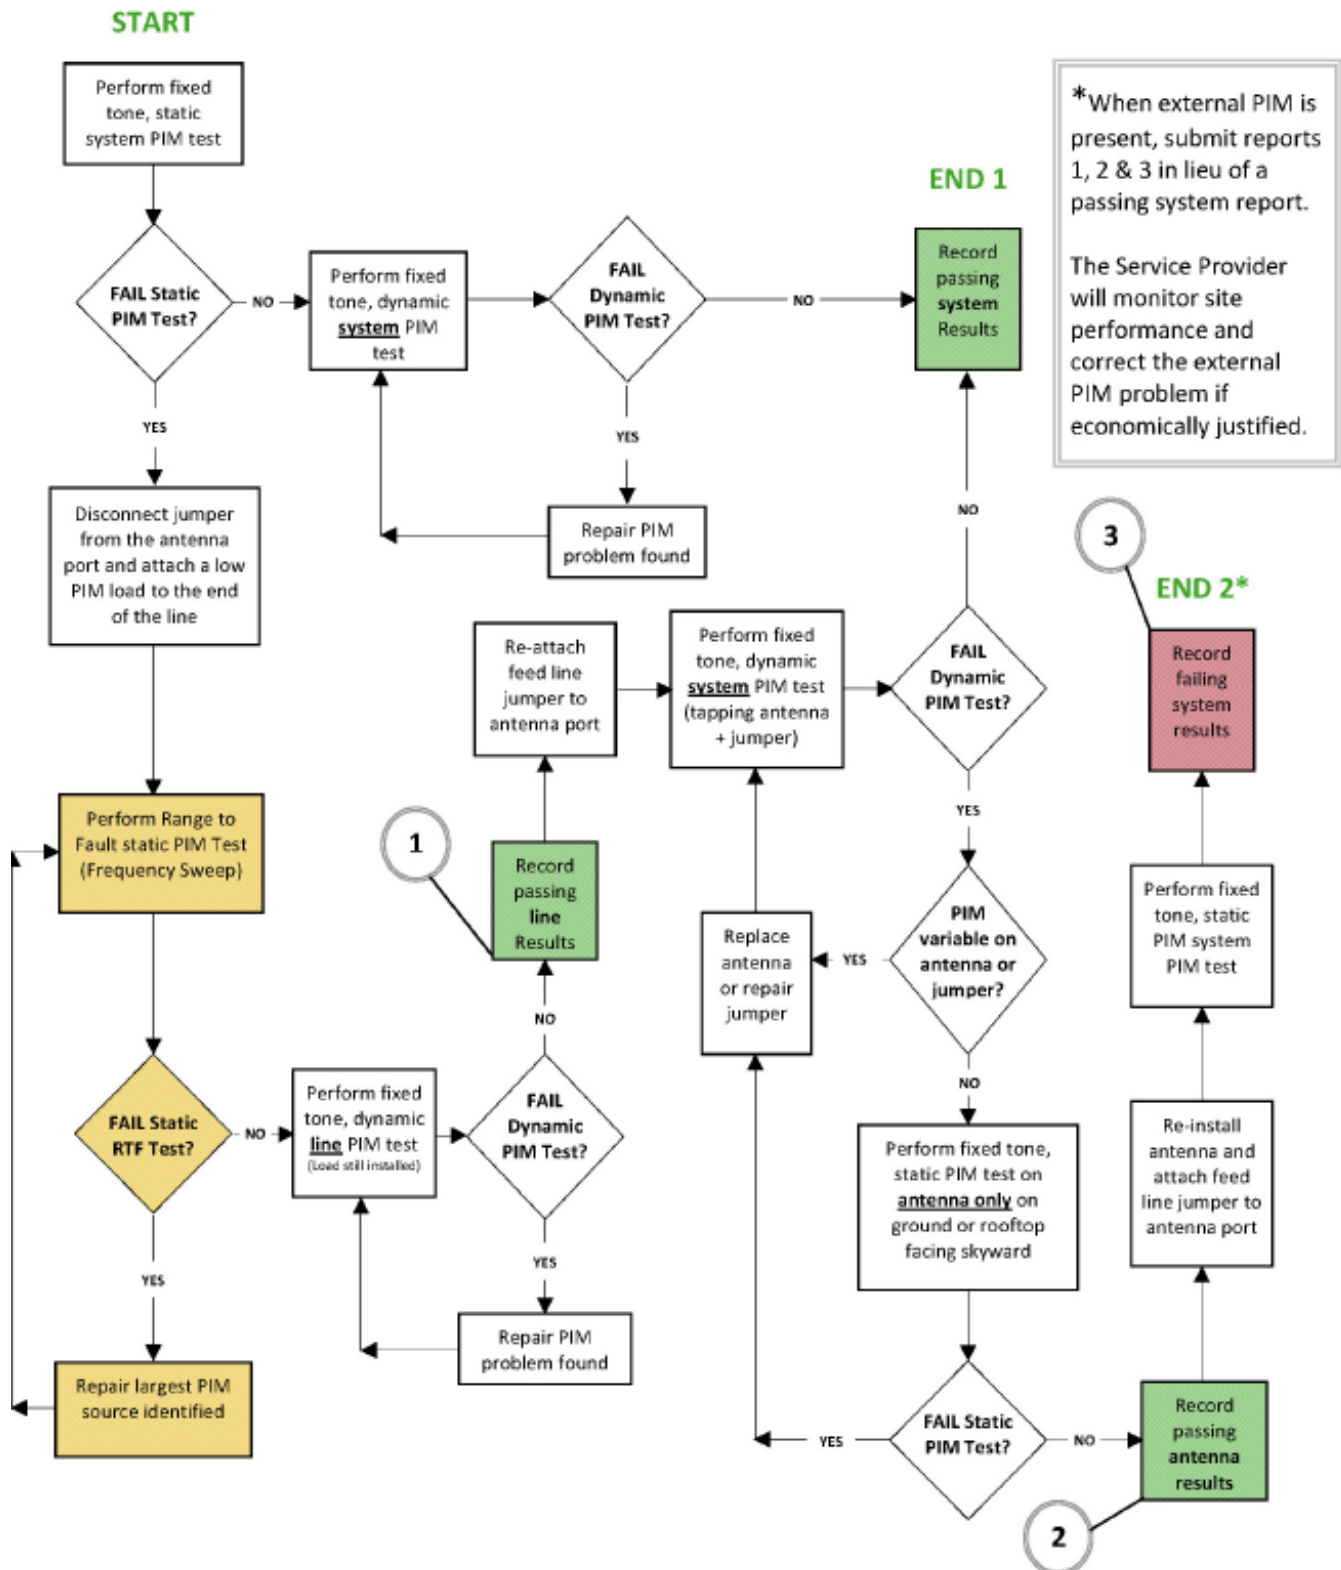 START
Perform fixed
tone, static
system PIM test
FAIL Static
PIM Test?
NO
Perform fixed
tone, dynamic
system PIM
test
FAIL
Dynamic
PIM Test?
NO
END 1
Record
passing
system
Results
*When external PIM is
present, submit reports
1, 2 & 3 in lieu of a
passing system report.
The Service Provider
will monitor site
performance and
correct the external
PIM problem if
economically justified.
YES
YES
Repair PIM
problem found
Disconnect jumper
from the antenna
port and attach a low
PIM load to the end
of the line
NO
Perform Range to
Fault static PIM Test
(Frequency Sweep)
FAIL Static
RTF Test?
NO
YES
Repair largest PIM
source identified
Perform fixed
tone, dynamic
line PIM test
(Load still installed)
FAIL
Dynamic
PIM Test?
YES
Repair PIM
problem found
NO
1
Record
passing
line
Results
Re-attach
feed line
jumper to
antenna port
Perform fixed
tone, dynamic
system PIM test
(tapping antenna
+ jumper)
FAIL
Dynamic
PIM Test?
YES
PIM
variable on
antenna or
jumper?
YES
Replace
antenna
or repair
jumper
NO
Perform fixed tone,
static PIM test on
antenna only on
ground or rooftop
facing skyward
FAIL Static
PIM Test?
YES
NO
2
Record
passing
antenna
results
Re-install
antenna and
attach feed
line jumper to
antenna port
Perform fixed
tone, static
PIM system
PIM test
3
END 2*
Record
failing
system
results